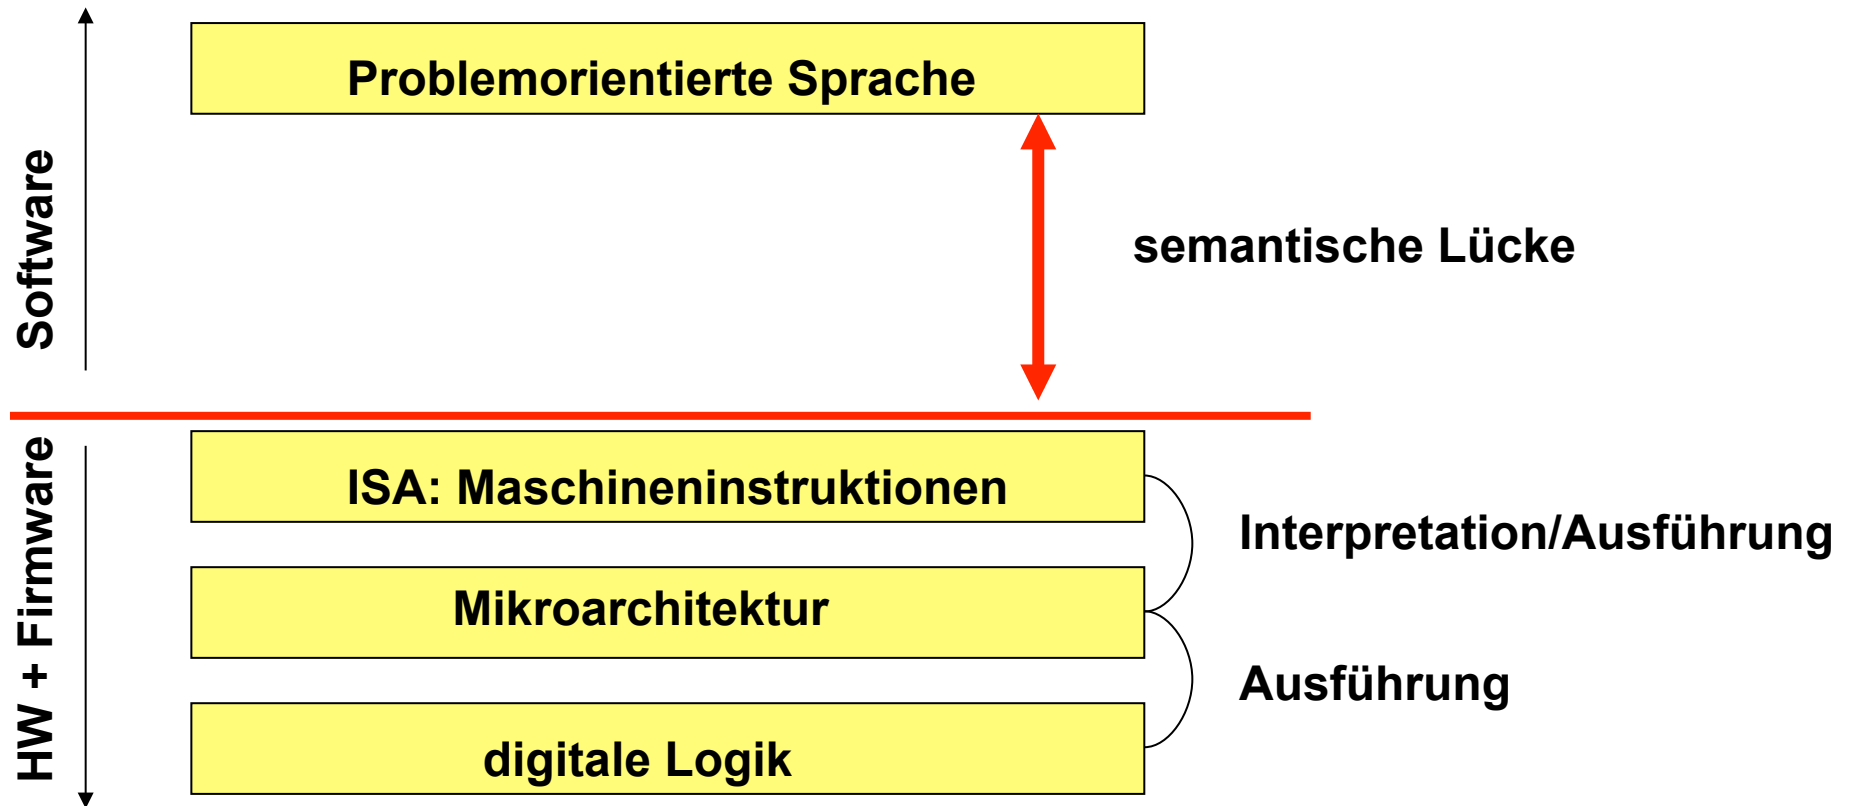 Software
Problemorientierte Sprache
semantische Lücke
HW + Firmware
ISA: Maschineninstruktionen
Interpretation/Ausführung
Mikroarchitektur
Ausführung
digitale Logik